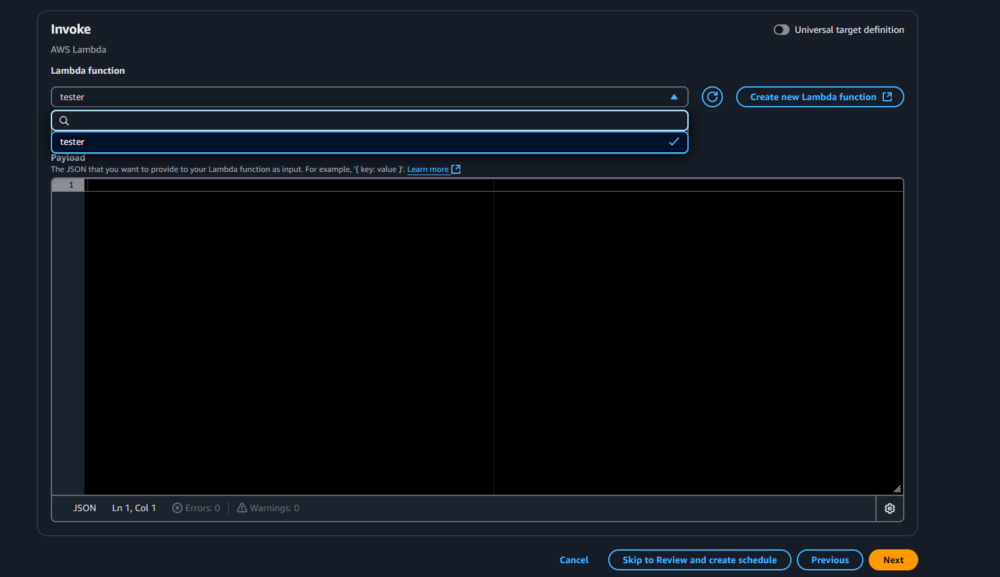 Invoke
Universal target definition
AWS Lambda
Lambda function
tester
Create new Lambda function
tester
Payload
The JSON that you want to provide to your Lambda function as input. For example, '{ key: value }'. Learn more
1
JSON Ln 1, Col 1 Errors: 0 Warnings: 0
Cancel Skip to Review and create schedule Previous Next